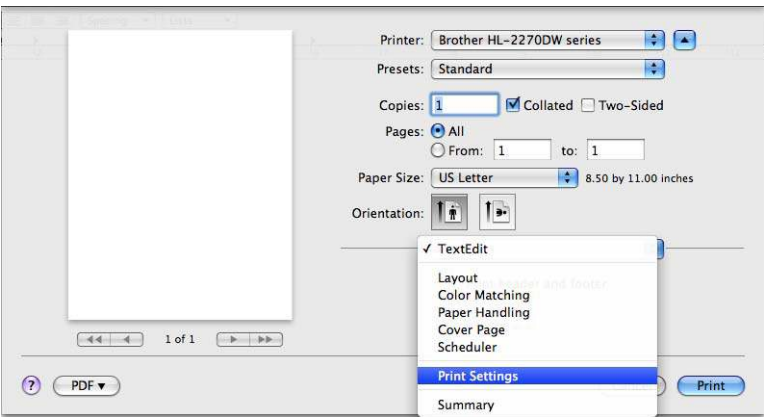 Printer: Brother HL-2270DW series
Presets: Standard
Copies: 1 Collated Two-Sided
Pages: All
From: 1 to: 1
Paper Size: US Letter 8.50 by 11.00 inches
Orientation:
✓ TextEdit
Layout
Color Matching
Paper Handling
Cover Page
Scheduler
Print Settings
Summary
1 of 1
? PDF ▼ Print